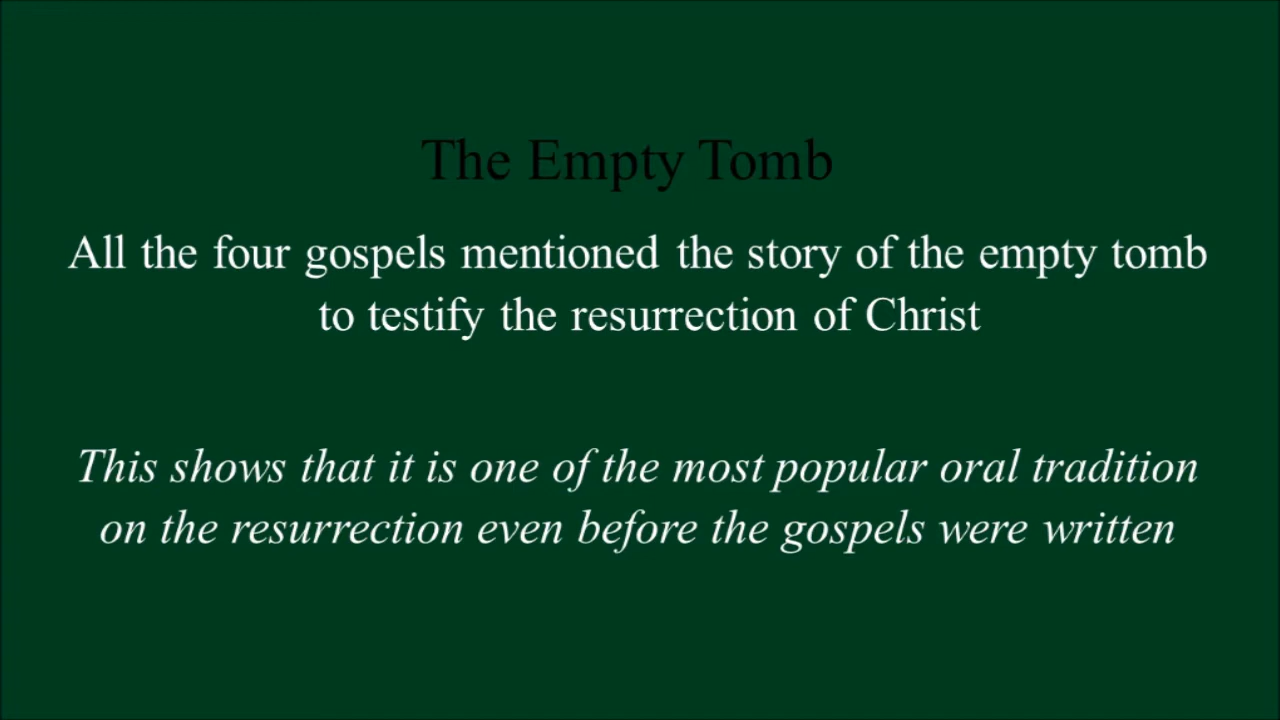 The Empty Tomb
All the four gospels mentioned the story of the empty tomb
to testify the resurrection of Christ
This shows that it is one of the most popular oral tradition
on the resurrection even before the gospels were written